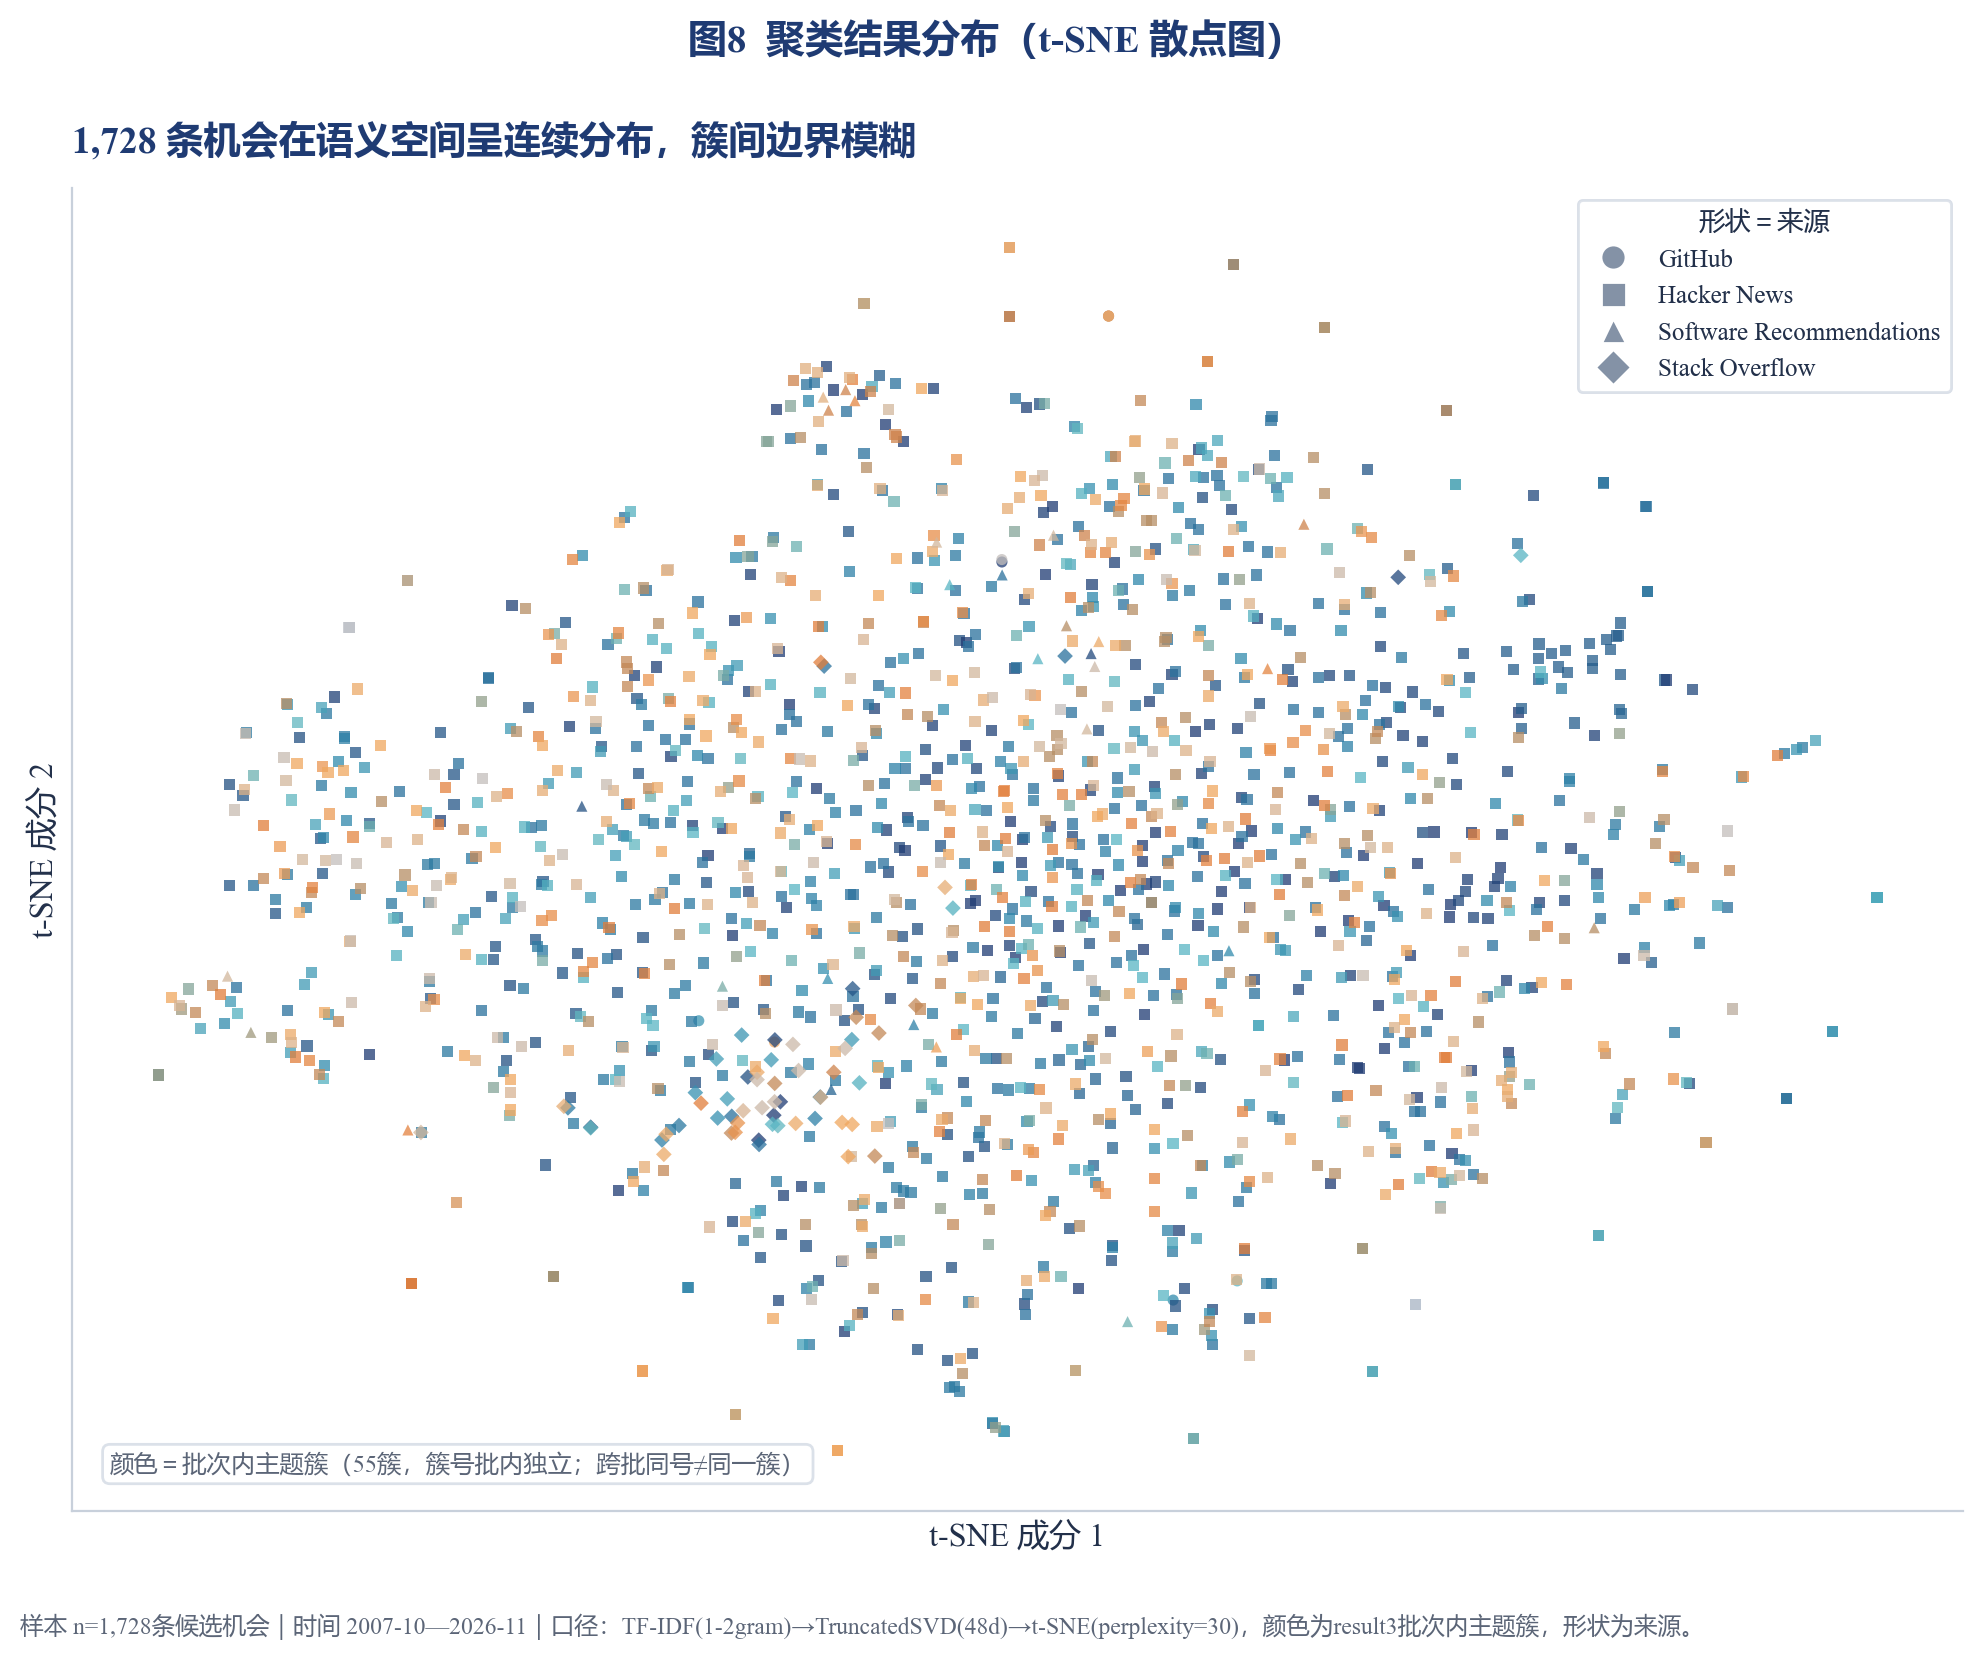 图8 聚类结果分布（t-SNE 散点图）
1,728 条机会在语义空间呈连续分布，簇间边界模糊
形状 = 来源
GitHub
Hacker News
Software Recommendations
Stack Overflow
t-SNE 成分 2
颜色 = 批次内主题簇（55簇，簇号批内独立；跨批同号≠同一簇）
t-SNE 成分 1
样本 n=1,728条候选机会 | 时间 2007-10—2026-11 | 口径：TF-IDF(1-2gram)→TruncatedSVD(48d)→t-SNE(perplexity=30)，颜色为result3批次内主题簇，形状为来源。